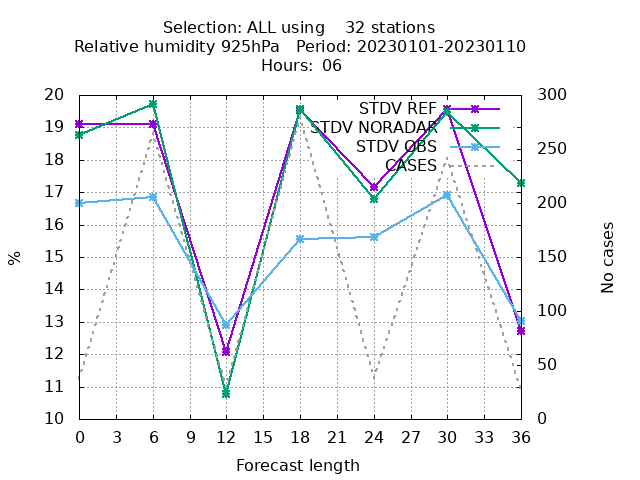 Selection: ALL using    32 stations
Relative humidity 925hPa   Period: 20230101-20230110
Hours: 06
STDV REF
STDV NORADAR
STDV OBS
CASES
20
19
18
17
16
15
14
13
12
11
10
300
250
200
150
100
50
0
%
No cases
0 3 6 9 12 15 18 21 24 27 30 33 36
Forecast length